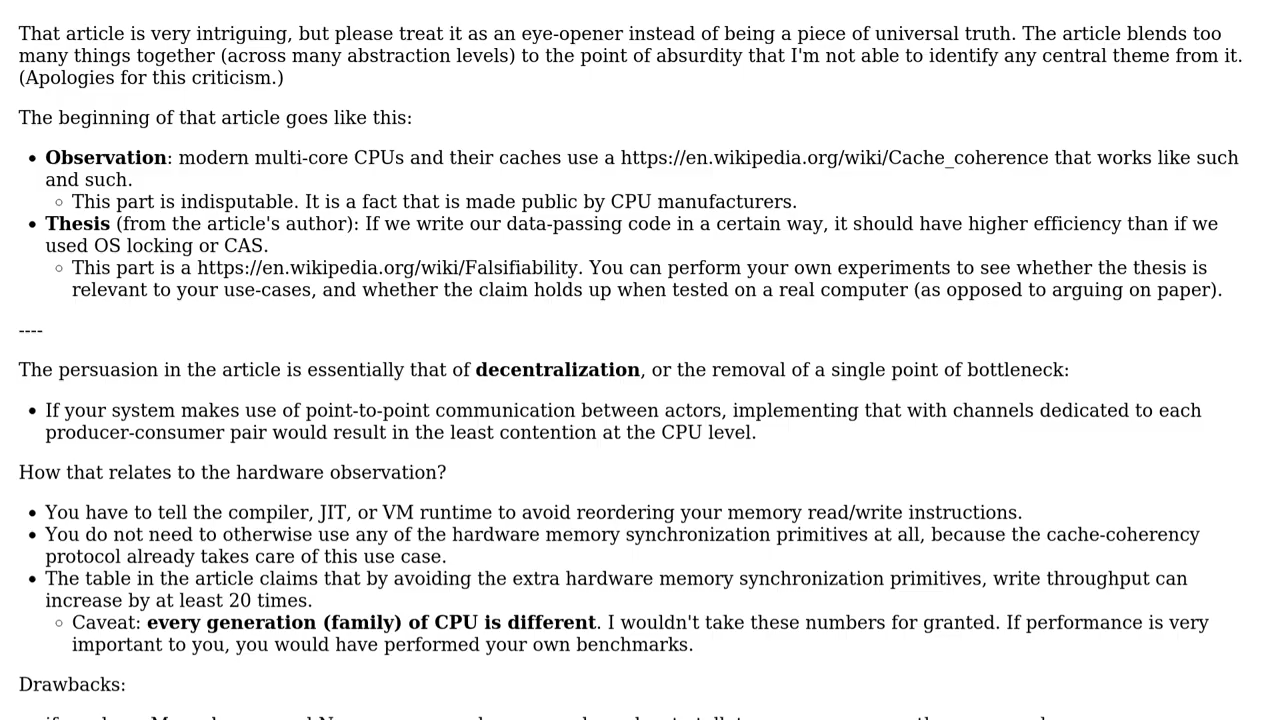 That article is very intriguing, but please treat it as an eye-opener instead of being a piece of universal truth. The article blends too
many things together (across many abstraction levels) to the point of absurdity that I'm not able to identify any central theme from it.
(Apologies for this criticism.)
The beginning of that article goes like this:
• Observation: modern multi-core CPUs and their caches use a https://en.wikipedia.org/wiki/Cache_coherence that works like such
and such.
◦ This part is indisputable. It is a fact that is made public by CPU manufacturers.
• Thesis (from the article's author): If we write our data-passing code in a certain way, it should have higher efficiency than if we
used OS locking or CAS.
◦ This part is a https://en.wikipedia.org/wiki/Falsifiability. You can perform your own experiments to see whether the thesis is
relevant to your use-cases, and whether the claim holds up when tested on a real computer (as opposed to arguing on paper).
----
The persuasion in the article is essentially that of decentralization, or the removal of a single point of bottleneck:
• If your system makes use of point-to-point communication between actors, implementing that with channels dedicated to each
producer-consumer pair would result in the least contention at the CPU level.
How that relates to the hardware observation?
• You have to tell the compiler, JIT, or VM runtime to avoid reordering your memory read/write instructions.
• You do not need to otherwise use any of the hardware memory synchronization primitives at all, because the cache-coherency
protocol already takes care of this use case.
• The table in the article claims that by avoiding the extra hardware memory synchronization primitives, write throughput can
increase by at least 20 times.
◦ Caveat: every generation (family) of CPU is different. I wouldn't take these numbers for granted. If performance is very
important to you, you would have performed your own benchmarks.
Drawbacks: